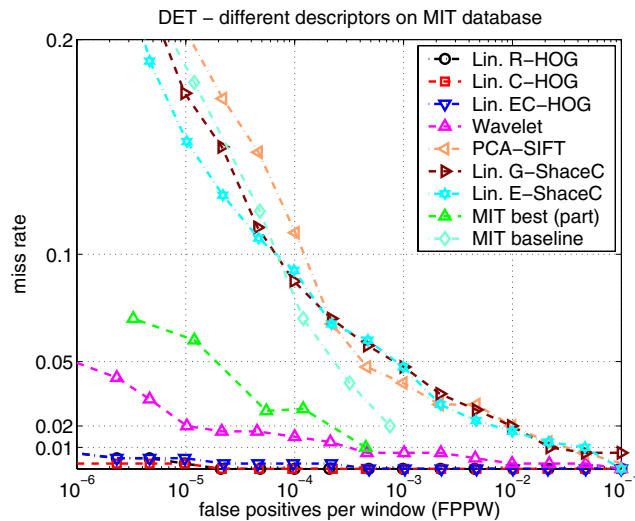 DET − different descriptors on MIT database
0.2
0.1
0.05
0.02
0.01
miss rate
Lin. R−HOG
Lin. C−HOG
Lin. EC−HOG
Wavelet
PCA−SIFT
Lin. G−ShaceC
Lin. E−ShaceC
MIT best (part)
MIT baseline
10^−6 10^−5 10^−4 10^−3 10^−2 10^−1
false positives per window (FPPW)